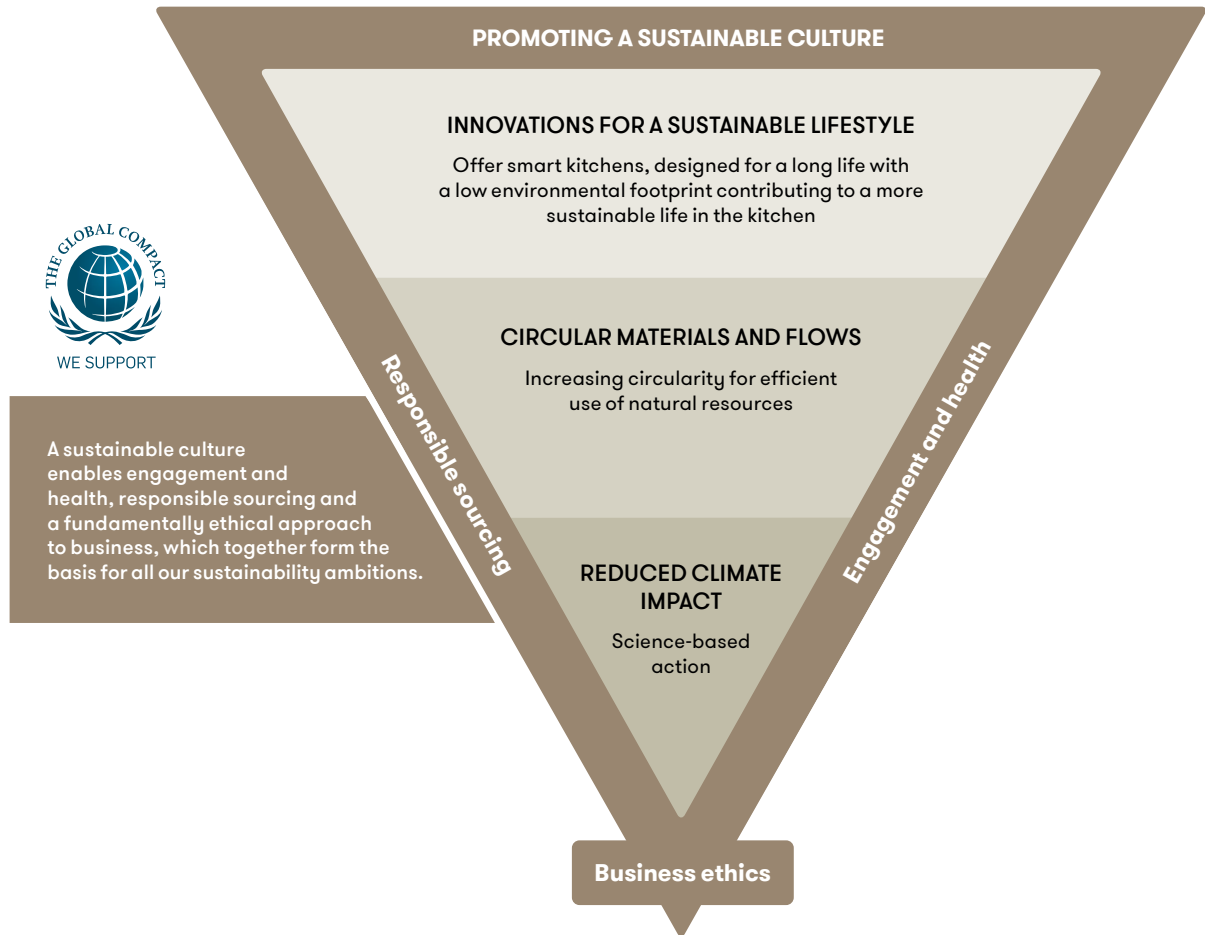 PROMOTING A SUSTAINABLE CULTURE
INNOVATIONS FOR A SUSTAINABLE LIFESTYLE
Offer smart kitchens, designed for a long life with
a low environmental footprint contributing to a more
sustainable life in the kitchen
THE GLOBAL COMPACT
WE SUPPORT
CIRCULAR MATERIALS AND FLOWS
Increasing circularity for efficient
use of natural resources
Responsible sourcing
Engagement and health
A sustainable culture
enables engagement and
health, responsible sourcing and
a fundamentally ethical approach
to business, which together form the
basis for all our sustainability ambitions.
REDUCED CLIMATE
IMPACT
Science-based
action
Business ethics